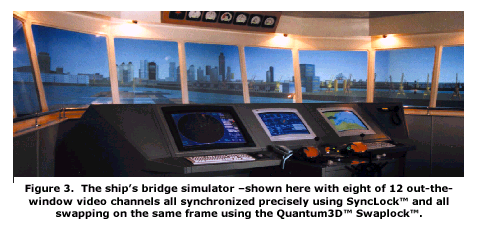 Figure 3.  The ship's bridge simulator –shown here with eight of 12 out-the-
window video channels all synchronized precisely using SyncLock™ and all
swapping on the same frame using the Quantum3D™ Swaplock™.